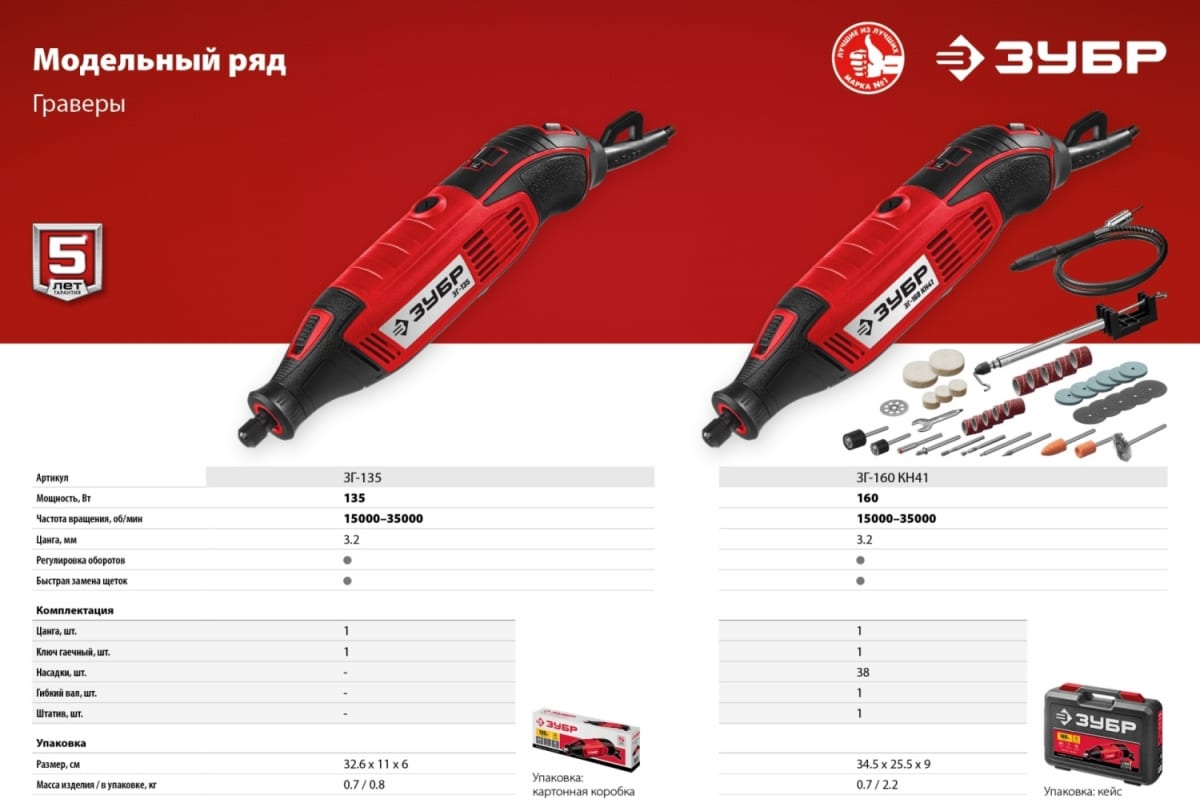 Модельный ряд
Граверы
ЛУЧШИЕ ИЗ ЛУЧШИХ
МАРКА №1
ЗУБР
5
ЛЕТ
ГАРАНТИЯ
ЗУБР
ЗГ-135
ЗУБР
ЗГ-160 КН41
Артикул ЗГ-135 ЗГ-160 КН41
Мощность, Вт 135 160
Частота вращения, об/мин 15000–35000 15000–35000
Цанга, мм 3.2 3.2
Регулировка оборотов ● ●
Быстрая замена щеток ● ●
Комплектация
Цанга, шт. 1 1
Ключ гаечный, шт. 1 1
Насадки, шт. - 38
Гибкий вал, шт. - 1
Штатив, шт. - 1
Упаковка
Размер, см 32.6 x 11 x 6 34.5 x 25.5 x 9
Масса изделия / в упаковке, кг 0.7 / 0.8 0.7 / 2.2
ЗУБР
Упаковка:
картонная коробка
ЗУБР
Упаковка: кейс